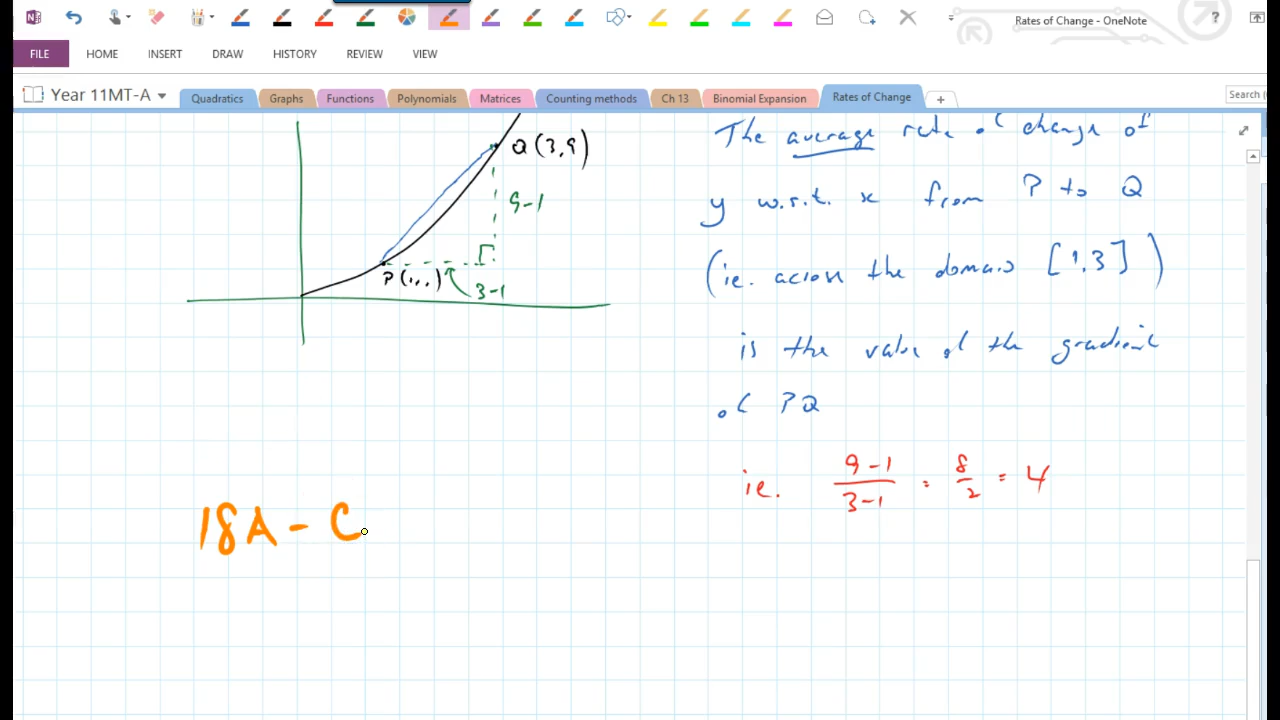 Rates of Change - OneNote
?
FILE HOME INSERT DRAW HISTORY REVIEW VIEW
Year 11MT-A
Quadratics Graphs Functions Polynomials Matrices Counting methods Ch 13 Binomial Expansion Rates of Change +
Search (
Q (3,9)
9-1
P (1,
3-1
The average rate of change of
y w.r.t. x from P to Q
(ie. across the domain [1,3])
is the value of the gradient
of PQ
ie. 9-1/3-1 = 8/2 = 4
18A - C